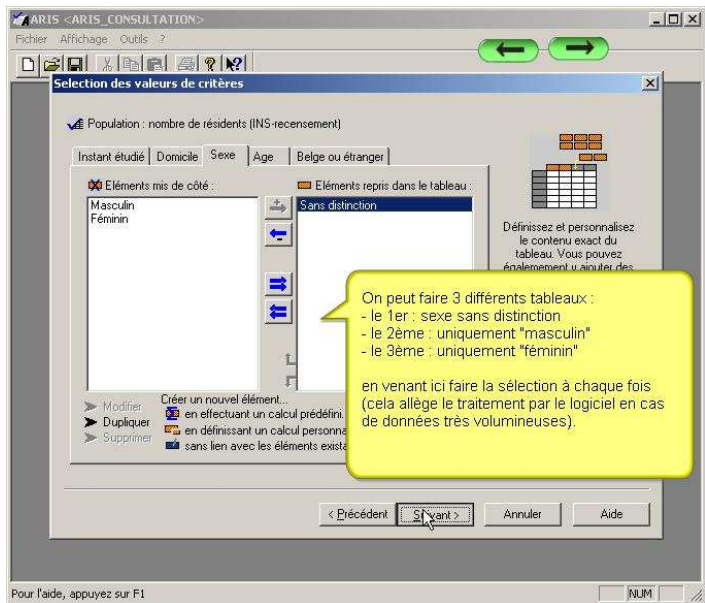 ARIS <ARIS_CONSULTATION>
Fichier Affichage Outils ?
Selection des valeurs de critères
Population : nombre de résidents (INS-recensement)
Instant étudié Domicile Sexe Age Belge ou étranger
Eléments mis de côté :
Masculin
Féminin
Eléments repris dans le tableau :
Sans distinction
Définissez et personnalisez
le contenu exact du
tableau. Vous pouvez
On peut faire 3 différents tableaux :
- le 1er : sexe sans distinction
- le 2ème : uniquement "masculin"
- le 3ème : uniquement "féminin"
en venant ici faire la sélection à chaque fois
(cela allège le traitement par le logiciel en cas
de données très volumineuses).
Modifier
Dupliquer
Supprimer
Créer un nouvel élément...
en effectuant un calcul prédéfini.
en définissant un calcul personna
sans lien avec les éléments exista
< Précédent
Suivant >
Annuler
Aide
Pour l'aide, appuyez sur F1
NUM